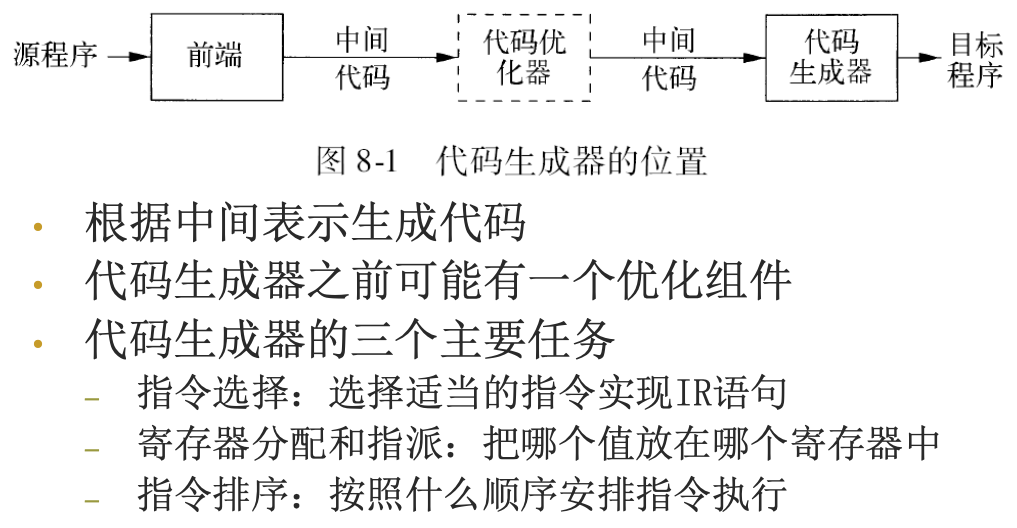 源程序 前端 中间代码 代码优化器 中间代码 代码生成器 目标程序
图 8-1 代码生成器的位置
• 根据中间表示生成代码
• 代码生成器之前可能有一个优化组件
• 代码生成器的三个主要任务
– 指令选择：选择适当的指令实现IR语句
– 寄存器分配和指派：把哪个值放在哪个寄存器中
– 指令排序：按照什么顺序安排指令执行